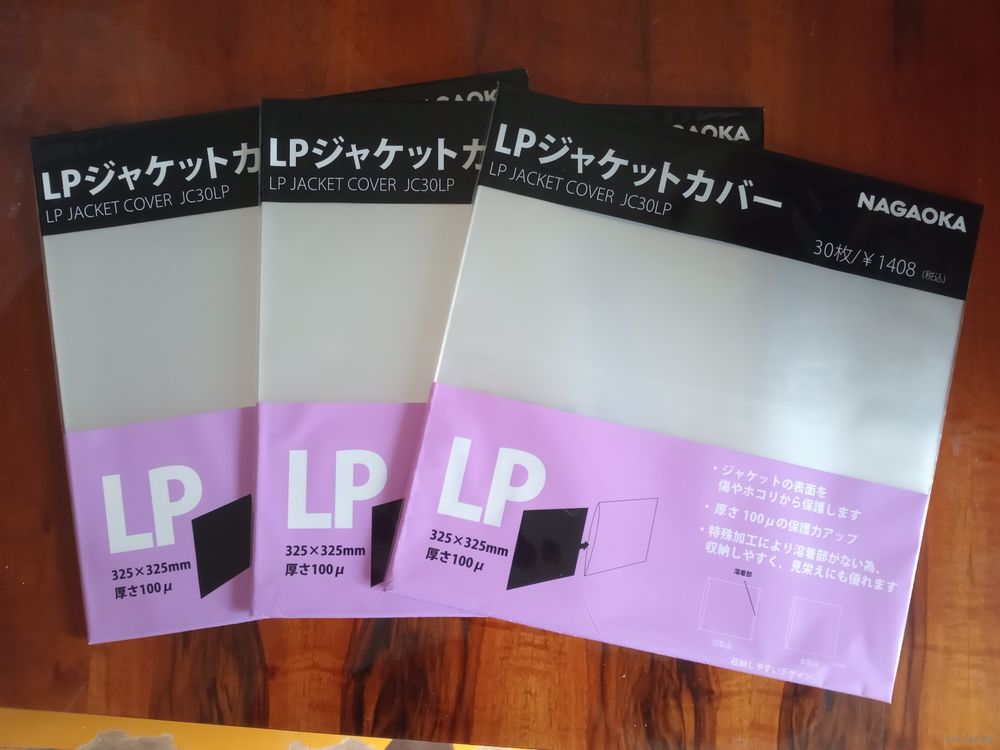 LPジャケットカ
LP JACKET COVER JC30LP
LP
325×325mm
厚さ100μ
LPジャケットカ
LP JACKET COVER JC30LP
LP
325×325mm
厚さ100μ
LPジャケットカバー
LP JACKET COVER JC30LP
NAGAOKA
30枚/¥1408(税込)
LP
325×325mm
厚さ100μ
・ジャケットの表面を
傷やホコリから保護します
・厚さ 100μの保護力アップ
・特殊加工により溶着部がない為、
収納しやすく、見栄えにも優れます
溶着部
旧製品
本製品
収納しやすいデザイン